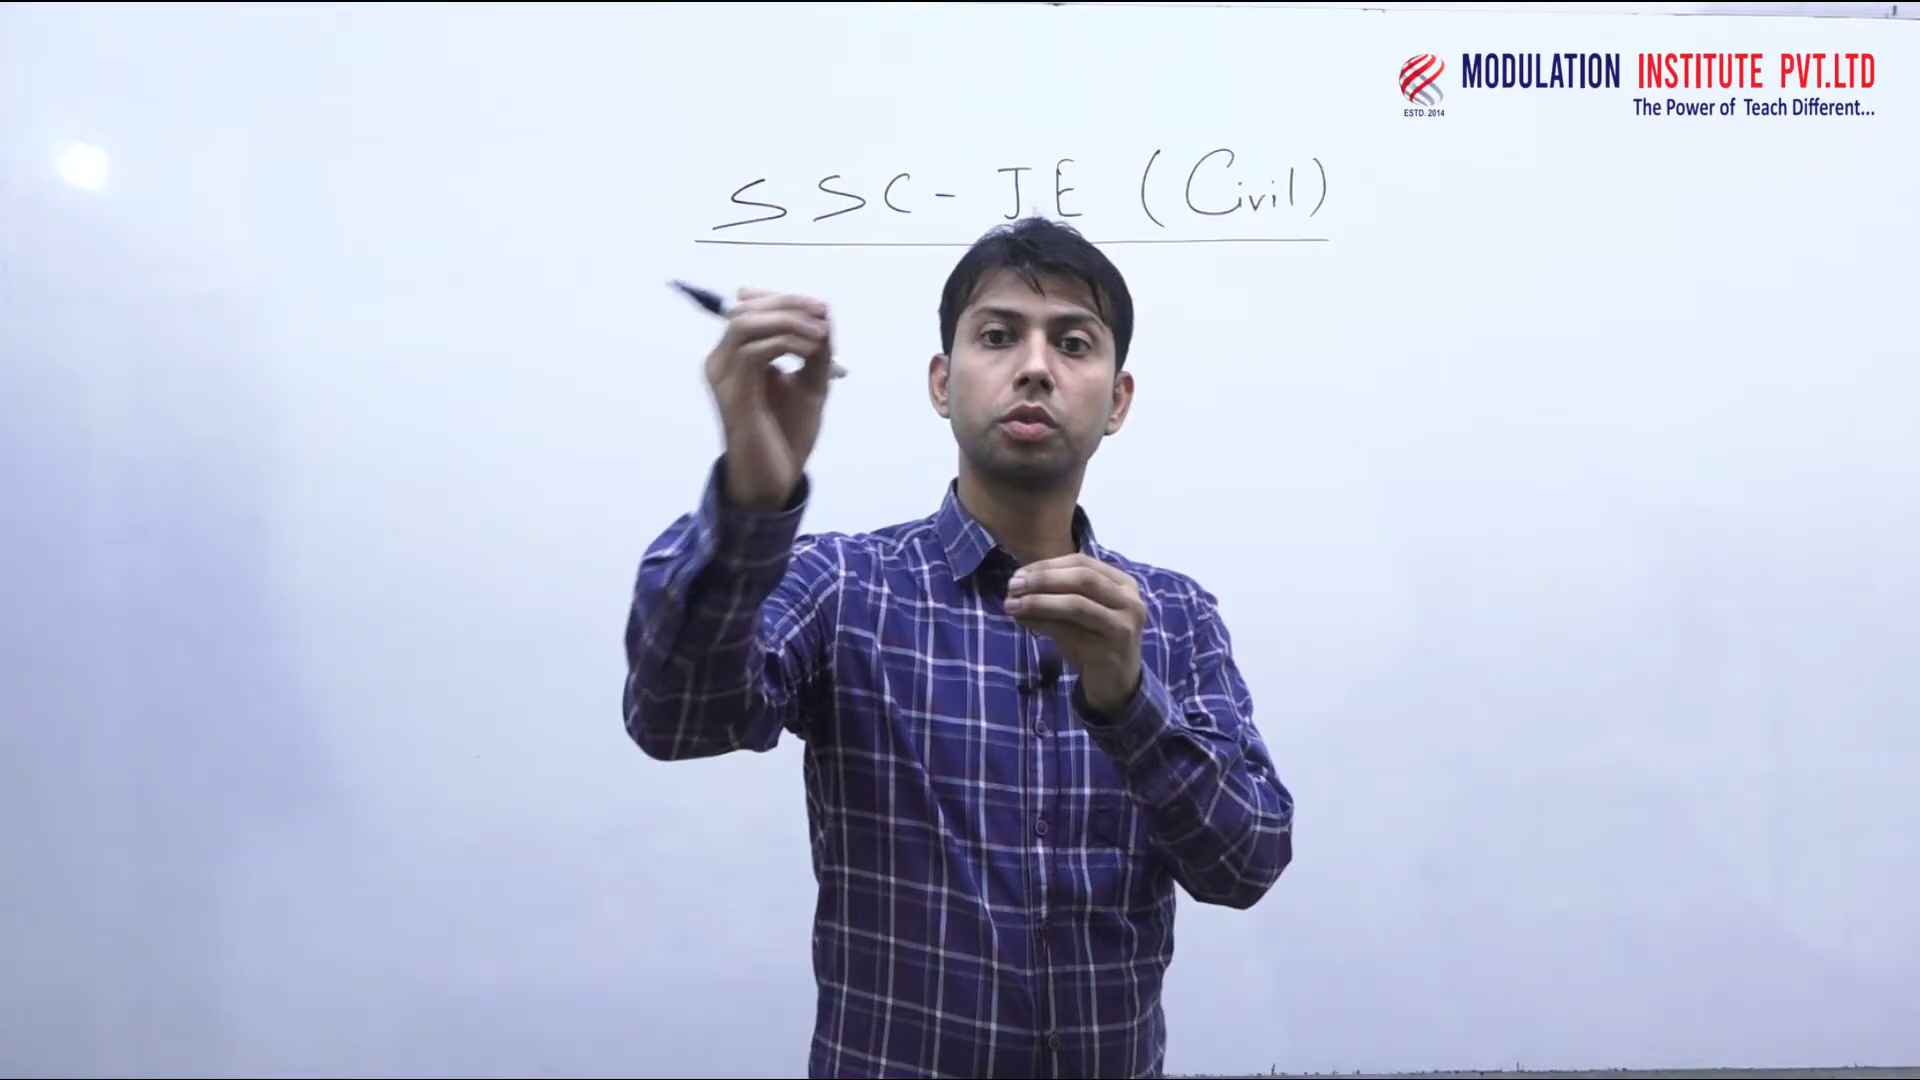 MODULATION INSTITUTE PVT.LTD
The Power of Teach Different...
ESTD. 2014
SSC-JE (Civil)